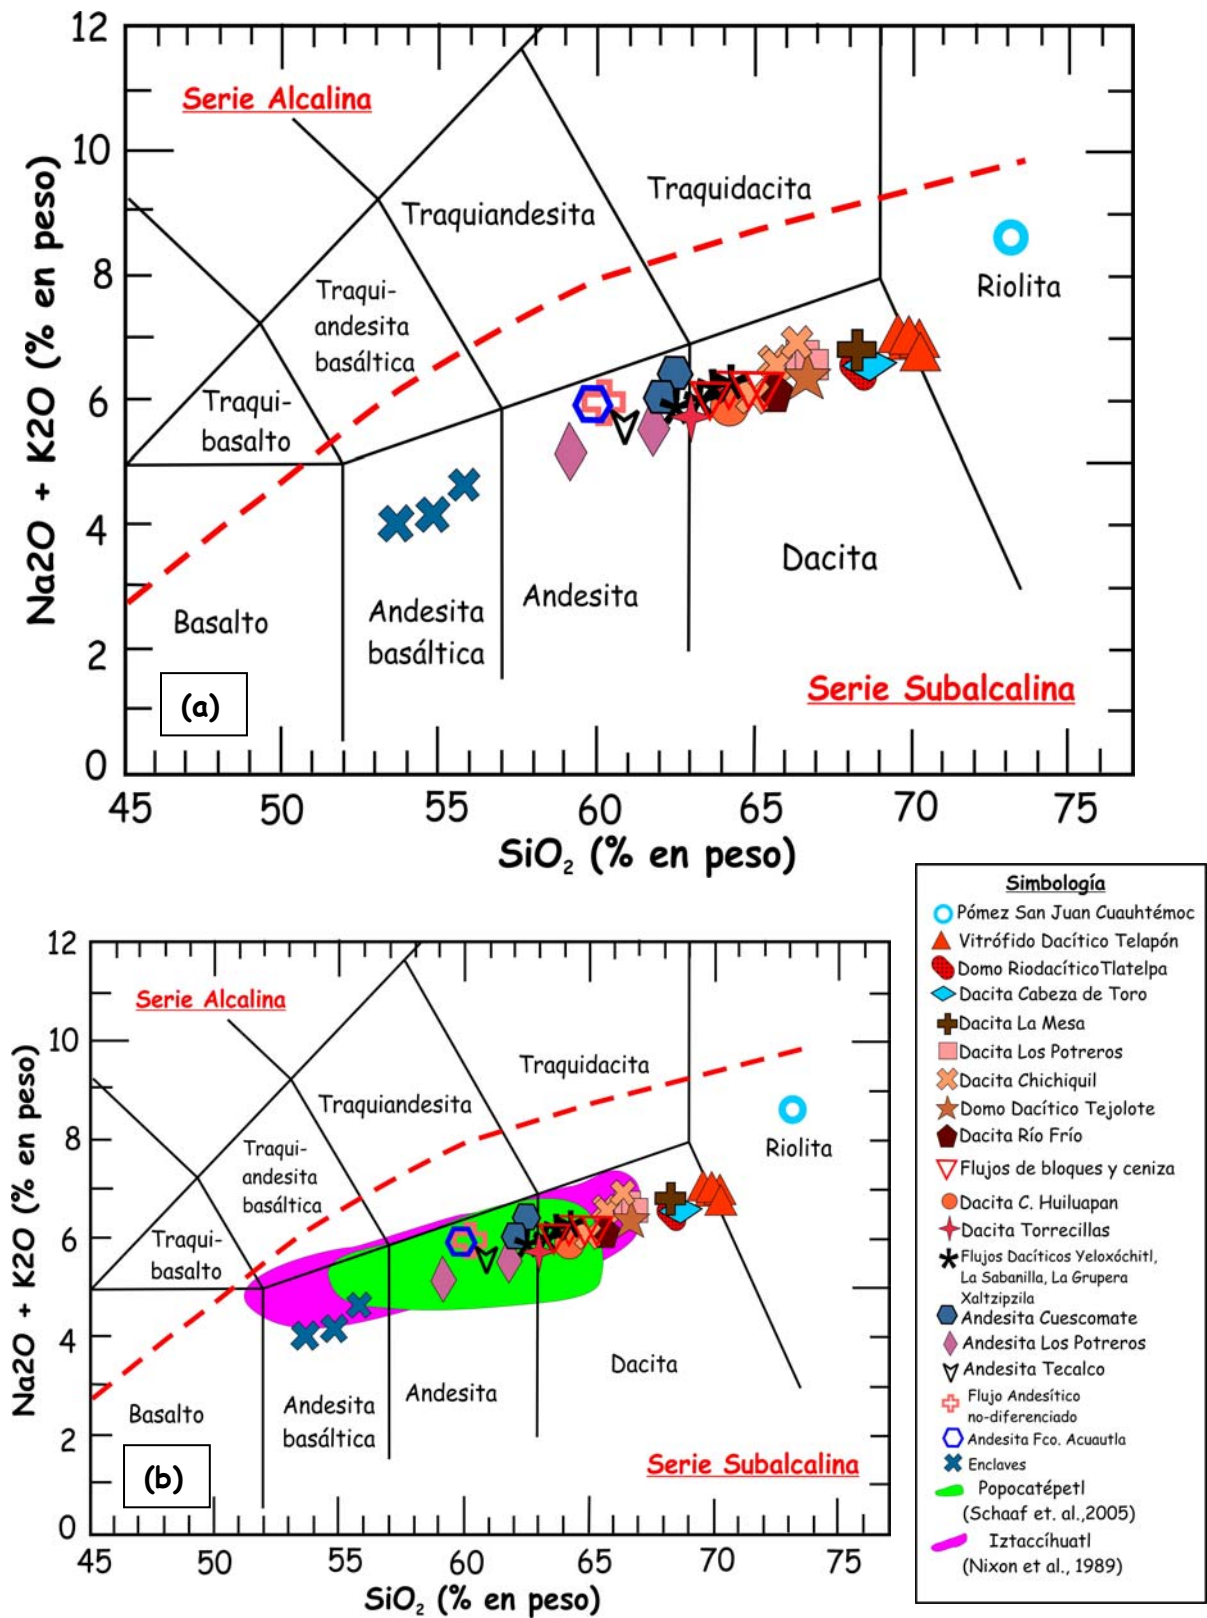 12
10
8
6
4
2
0
Na2O + K2O (% en peso)
Serie Alcalina
Traquidacita
Traquiandesita
Traqui-
andesita
basáltica
Traqui-
basalto
Riolita
Dacita
Andesita
Andesita
basáltica
Basalto
Serie Subalcalina
(a)
45
55
60
65
70
75
SiO₂ (% en peso)
12
10
8
6
4
2
0
Na2O + K2O (% en peso)
Serie Alcalina
Traquidacita
Traquiandesita
Traqui-
andesita
basáltica
Traqui-
basalto
Riolita
Dacita
Andesita
Andesita
basáltica
Basalto
Serie Subalcalina
(b)
45
50
55
60
65
70
75
SiO₂ (% en peso)
Simbología
Pómez San Juan Cuauhtémoc
Vitrófido Dacítico Telapón
Domo Riodacítico Tlatelpa
Dacita Cabeza de Toro
Dacita La Mesa
Dacita Los Potreros
Dacita Chichiquil
Domo Dacítico Tejolote
Dacita Río Frío
Flujos de bloques y ceniza
Dacita C. Huiluapan
Dacita Torrecillas
Flujos Dacíticos Yeloxóchitl,
La Sabanilla, La Grupera
Xaltzipzila
Andesita Cuescomate
Andesita Los Potreros
Andesita Tecalco
Flujo Andesítico
no-diferenciado
Andesita Fco. Acuautla
Enclaves
Popocatépetl
(Schaaf et. al.,2005)
Iztaccíhuatl
(Nixon et al., 1989)